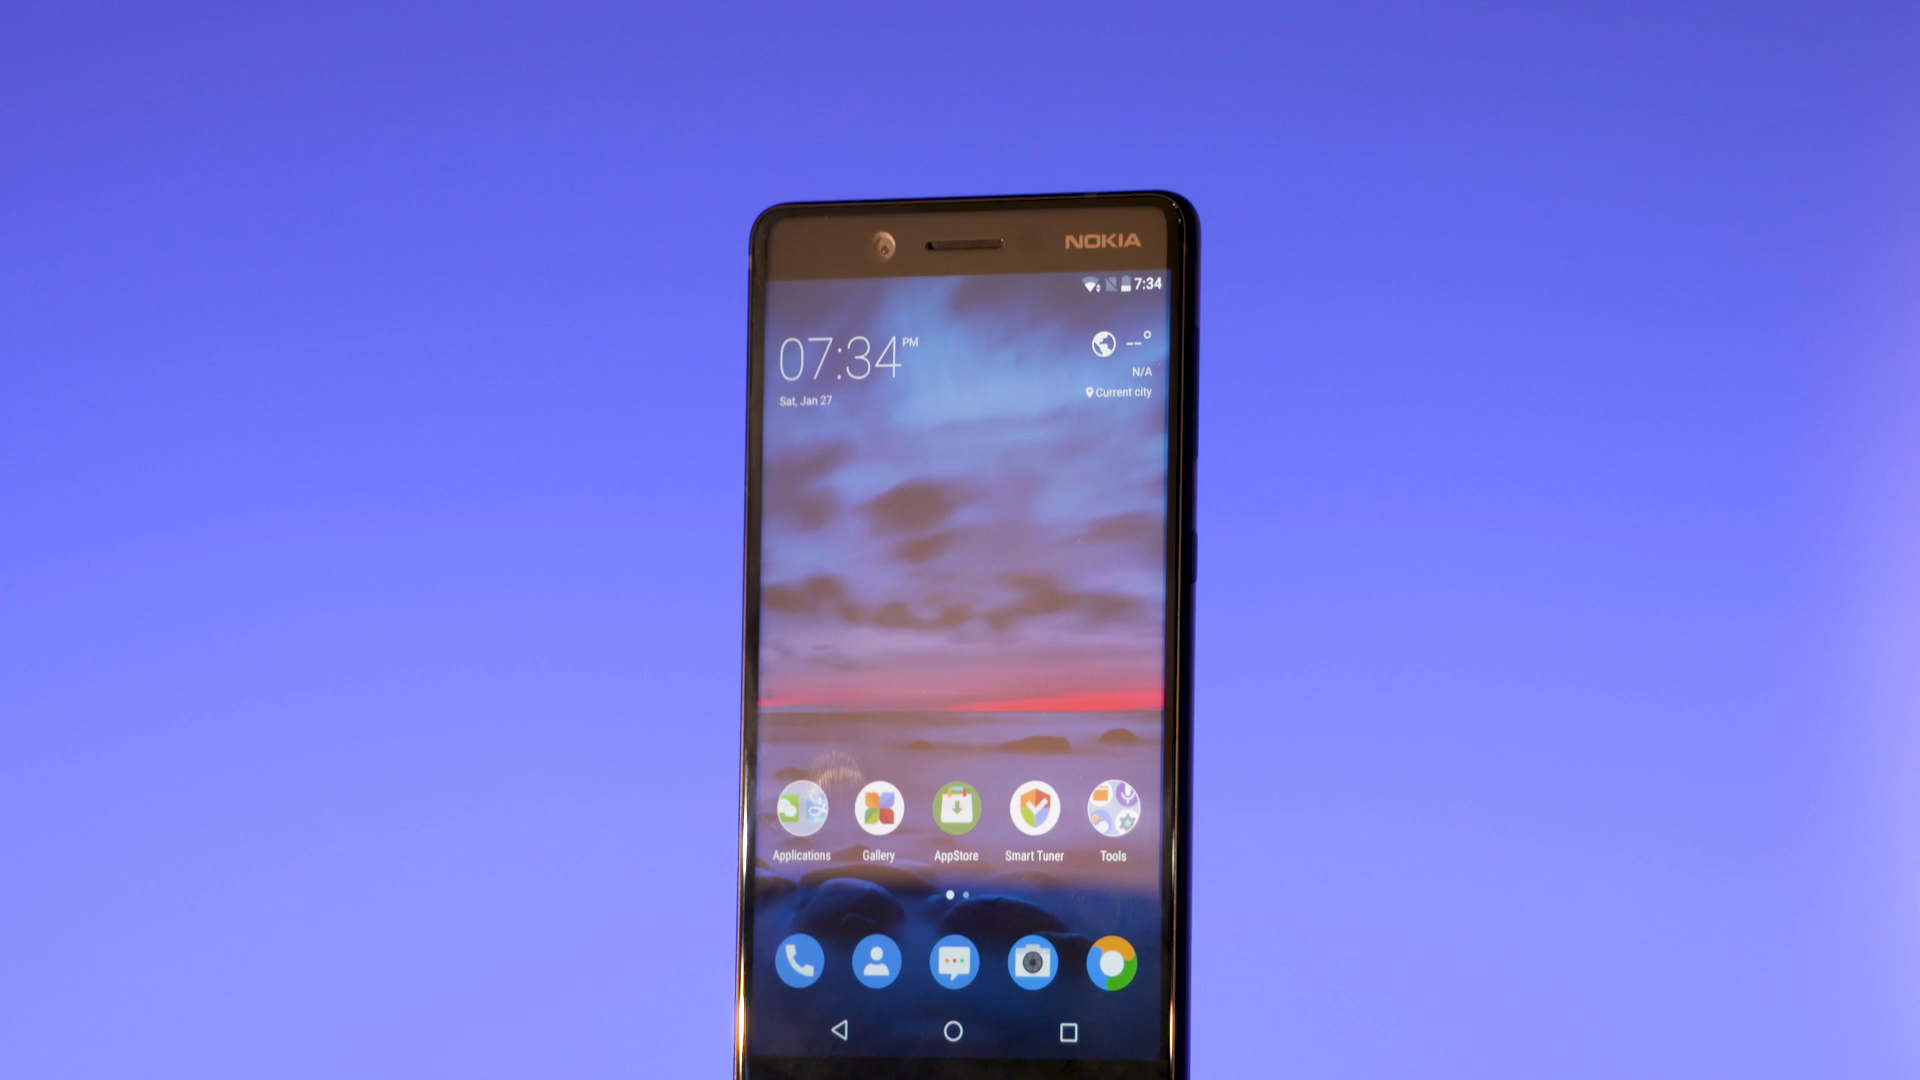 NOKIA
7:34
07:34 PM
--°
N/A
Sat, Jan 27
Current city
Applications
Gallery
AppStore
Smart Tuner
Tools